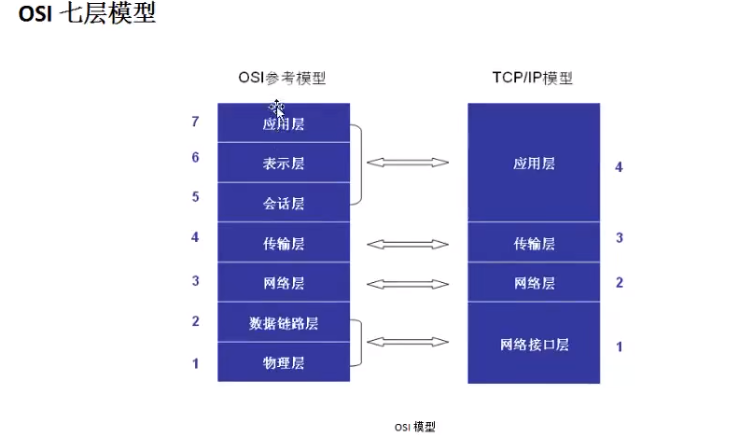 OSI 七层模型
OSI参考模型
TCP/IP模型
7
应用层
6
表示层
5
会话层
4
传输层
3
网络层
2
数据链路层
1
物理层
应用层
4
传输层
3
网络层
2
网络接口层
1
OSI 模型